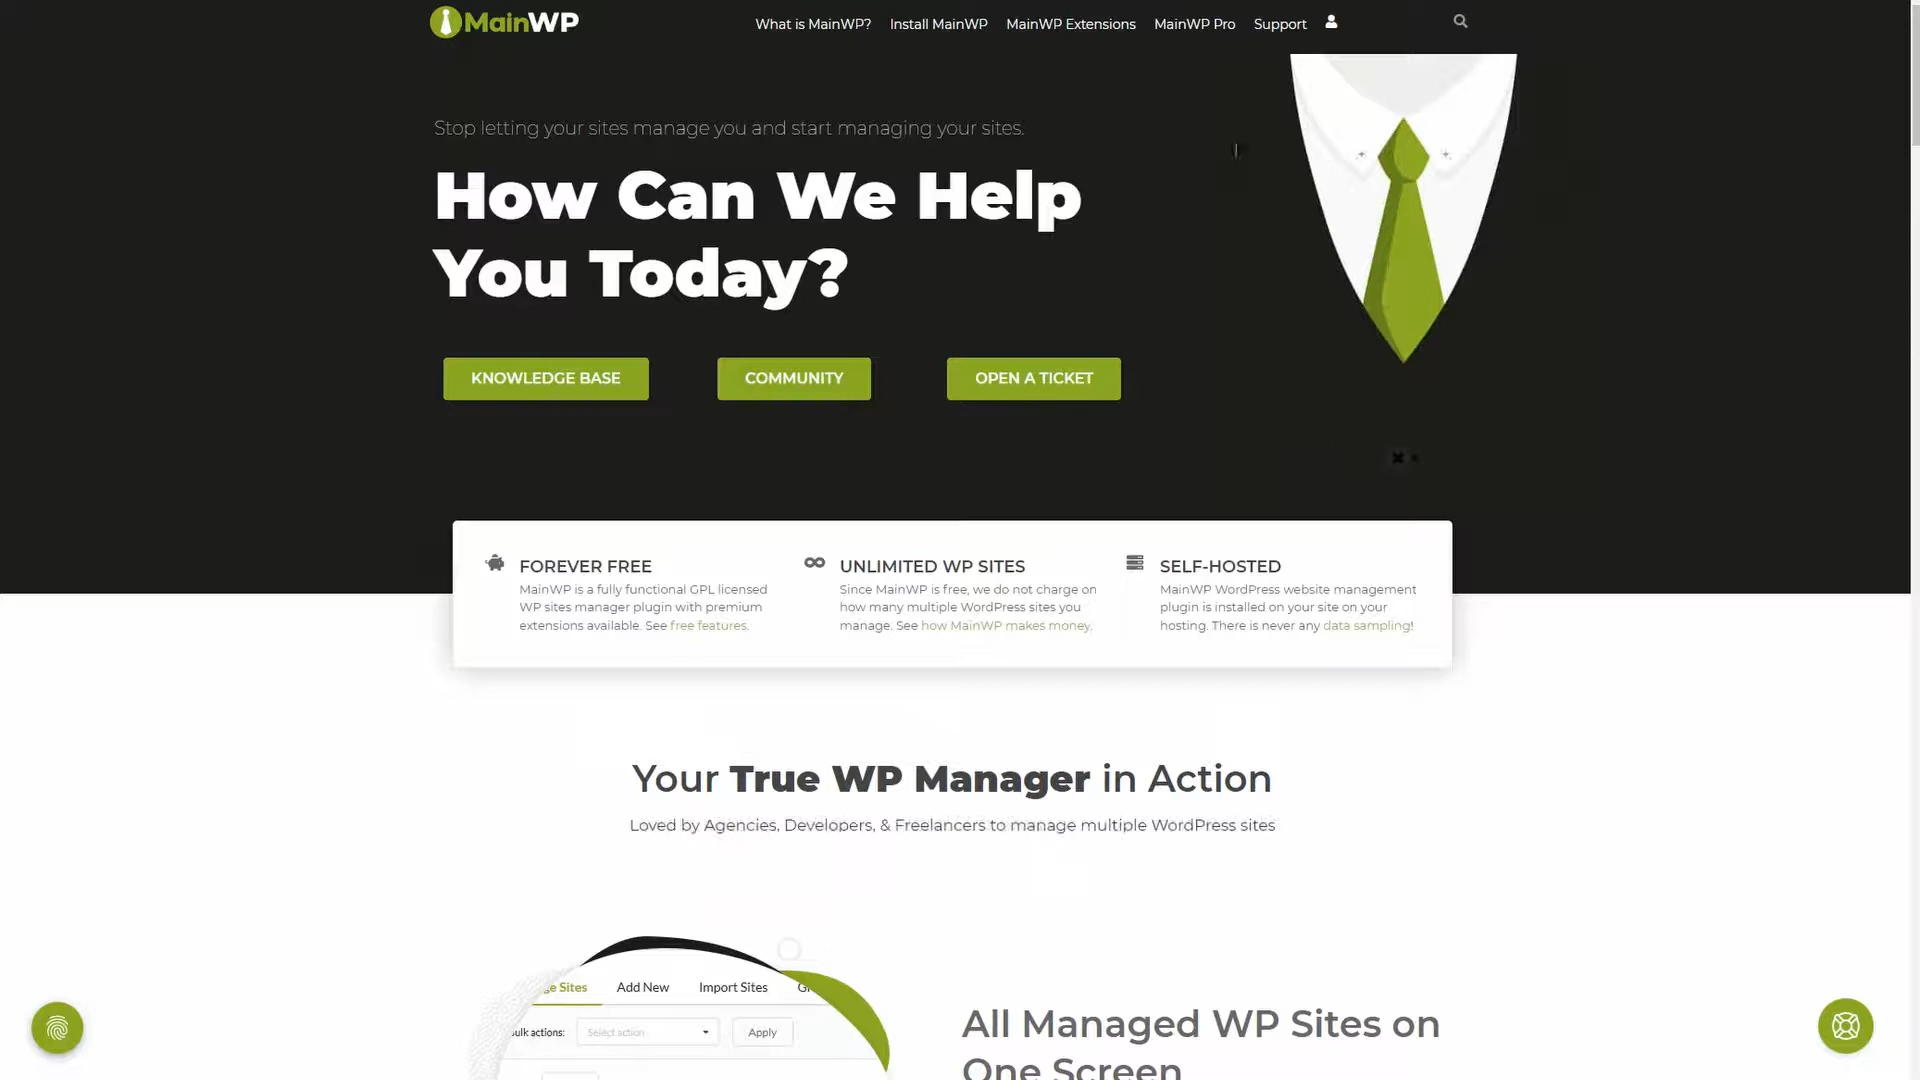 MainWP
What is MainWP? Install MainWP MainWP Extensions MainWP Pro Support
Stop letting your sites manage you and start managing your sites.
How Can We Help
You Today?
KNOWLEDGE BASE
COMMUNITY
OPEN A TICKET
FOREVER FREE
MainWP is a fully functional GPL licensed
WP sites manager plugin with premium
extensions available. See free features.
UNLIMITED WP SITES
Since MainWP is free, we do not charge on
how many multiple WordPress sites you
manage. See how MainWP makes money.
SELF-HOSTED
MainWP WordPress website management
plugin is installed on your site on your
hosting. There is never any data sampling!
Your True WP Manager in Action
Loved by Agencies, Developers, & Freelancers to manage multiple WordPress sites
Sites Add New Import Sites
actions: Select action Apply
All Managed WP Sites on
One Screen